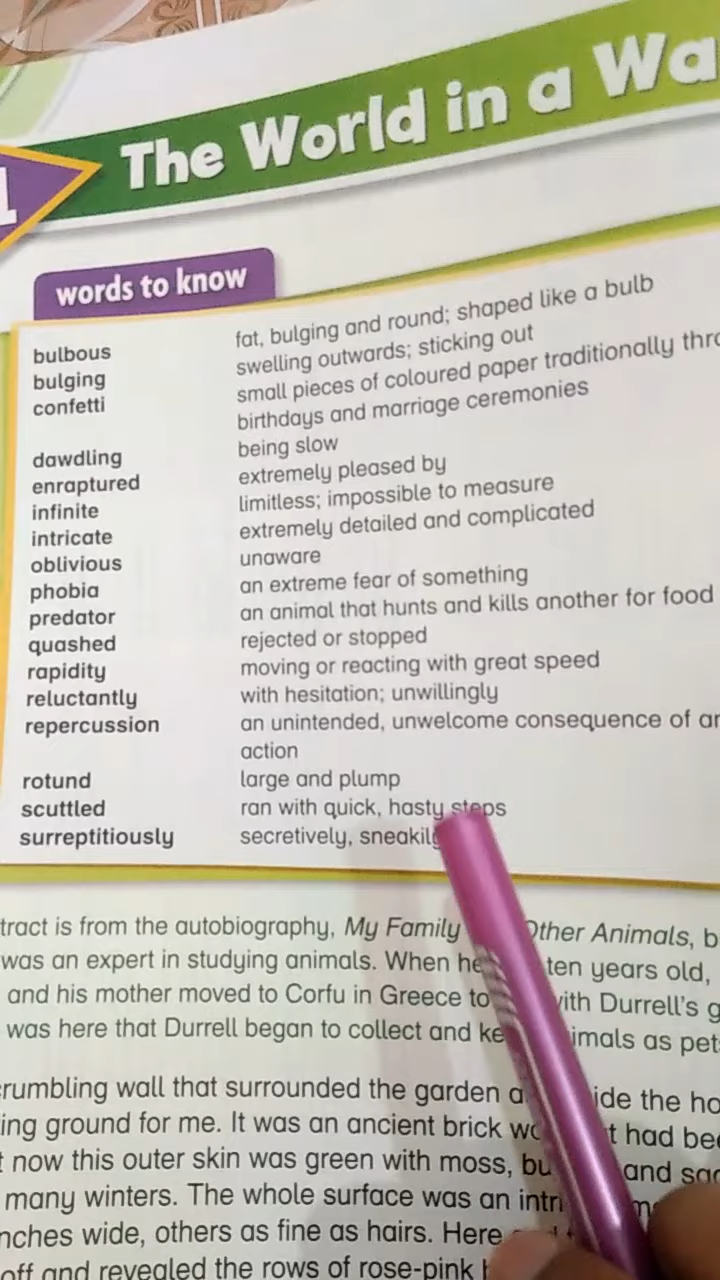 1
The World in a Wa
words to know
bulbous fat, bulging and round; shaped like a bulb
bulging swelling outwards; sticking out
confetti small pieces of coloured paper traditionally thro
birthdays and marriage ceremonies
dawdling being slow
enraptured extremely pleased by
infinite limitless; impossible to measure
intricate extremely detailed and complicated
oblivious unaware
phobia an extreme fear of something
predator an animal that hunts and kills another for food
quashed rejected or stopped
rapidity moving or reacting with great speed
reluctantly with hesitation; unwillingly
repercussion an unintended, unwelcome consequence of an
action
rotund large and plump
scuttled ran with quick, hasty steps
surreptitiously secretively, sneakily
tract is from the autobiography, My Family Other Animals, b
was an expert in studying animals. When he ten years old,
and his mother moved to Corfu in Greece to with Durrell's g
was here that Durrell began to collect and ke imals as pet
rumbling wall that surrounded the garden a ide the ho
ing ground for me. It was an ancient brick w t had bee
t now this outer skin was green with moss, bu and sag
many winters. The whole surface was an intri m
nches wide, others as fine as hairs. Here
off and revealed the rows of rose-pink